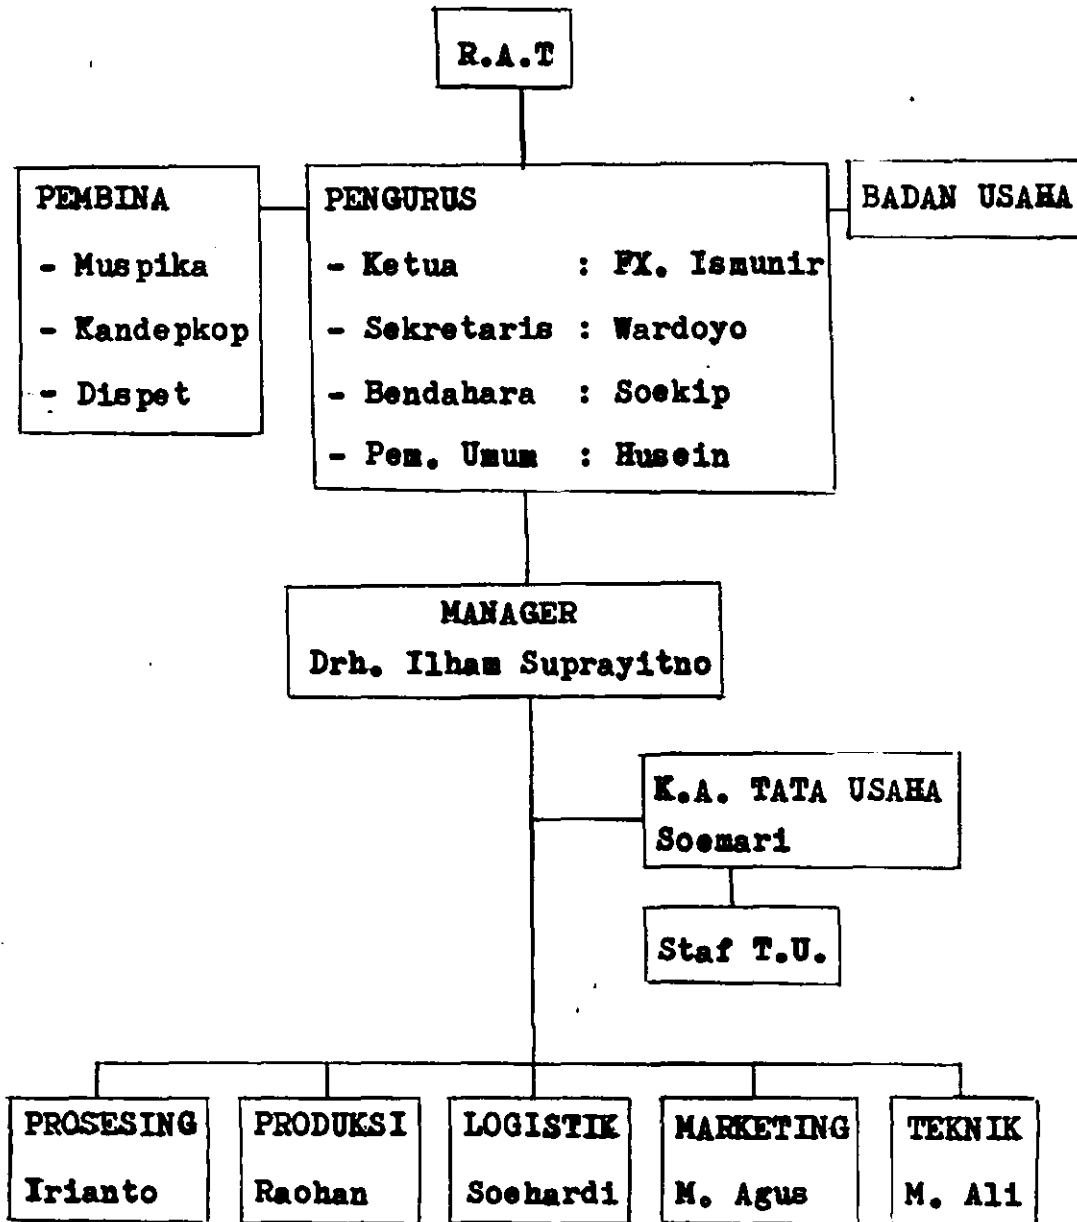 R.A.T
PEMBINA
- Muspika
- Kandepkop
- Dispet
PENGURUS
- Ketua : FX. Ismunir
- Sekretaris : Wardoyo
- Bendahara : Soekip
- Pem. Umum : Husein
BADAN USAHA
MANAGER
Drh. Ilham Suprayitno
K.A. TATA USAHA
Soemari
Staf T.U.
PROSESING
Irianto
PRODUKSI
Raohan
LOGISTIK
Soehardi
MARKETING
M. Agus
TEKNIK
M. Ali